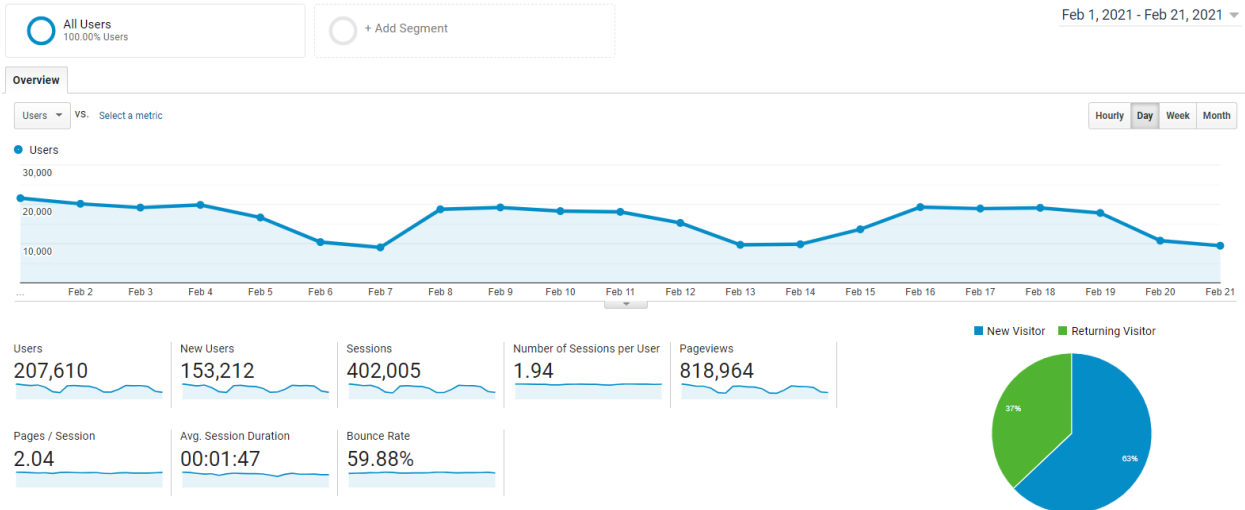 All Users
100.00% Users
+ Add Segment
Feb 1, 2021 - Feb 21, 2021
Overview
Users
VS.
Select a metric
Hourly
Day
Week
Month
Users
30,000
20,000
10,000
...
Feb 2
Feb 3
Feb 4
Feb 5
Feb 6
Feb 7
Feb 8
Feb 9
Feb 10
Feb 11
Feb 12
Feb 13
Feb 14
Feb 15
Feb 16
Feb 17
Feb 18
Feb 19
Feb 20
Feb 21
New Visitor
Returning Visitor
Users
207,610
New Users
153,212
Sessions
402,005
Number of Sessions per User
1.94
Pageviews
818,964
Pages / Session
2.04
Avg. Session Duration
00:01:47
Bounce Rate
59.88%
37%
63%